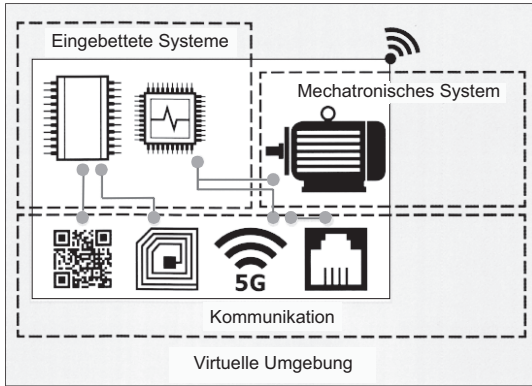 Eingebettete Systeme
Mechatronisches System
5G
Kommunikation
Virtuelle Umgebung